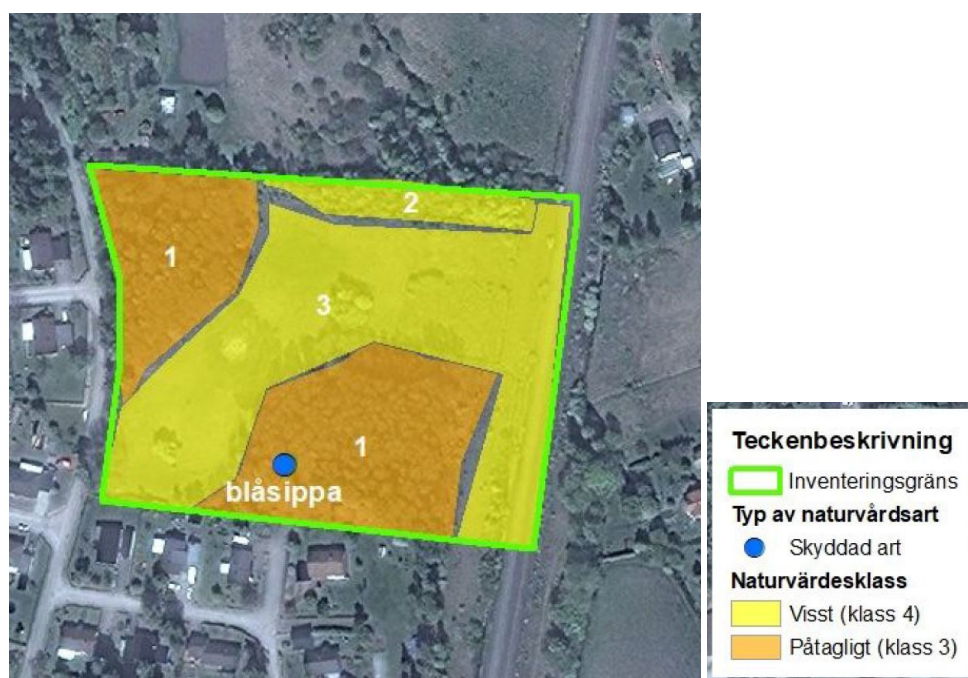 2
1
3
1
blåsippa
Teckenbeskrivning
Inventeringsgräns
Typ av naturvårdsart
Skyddad art
Naturvärdesklass
Visst (klass 4)
Påtagligt (klass 3)